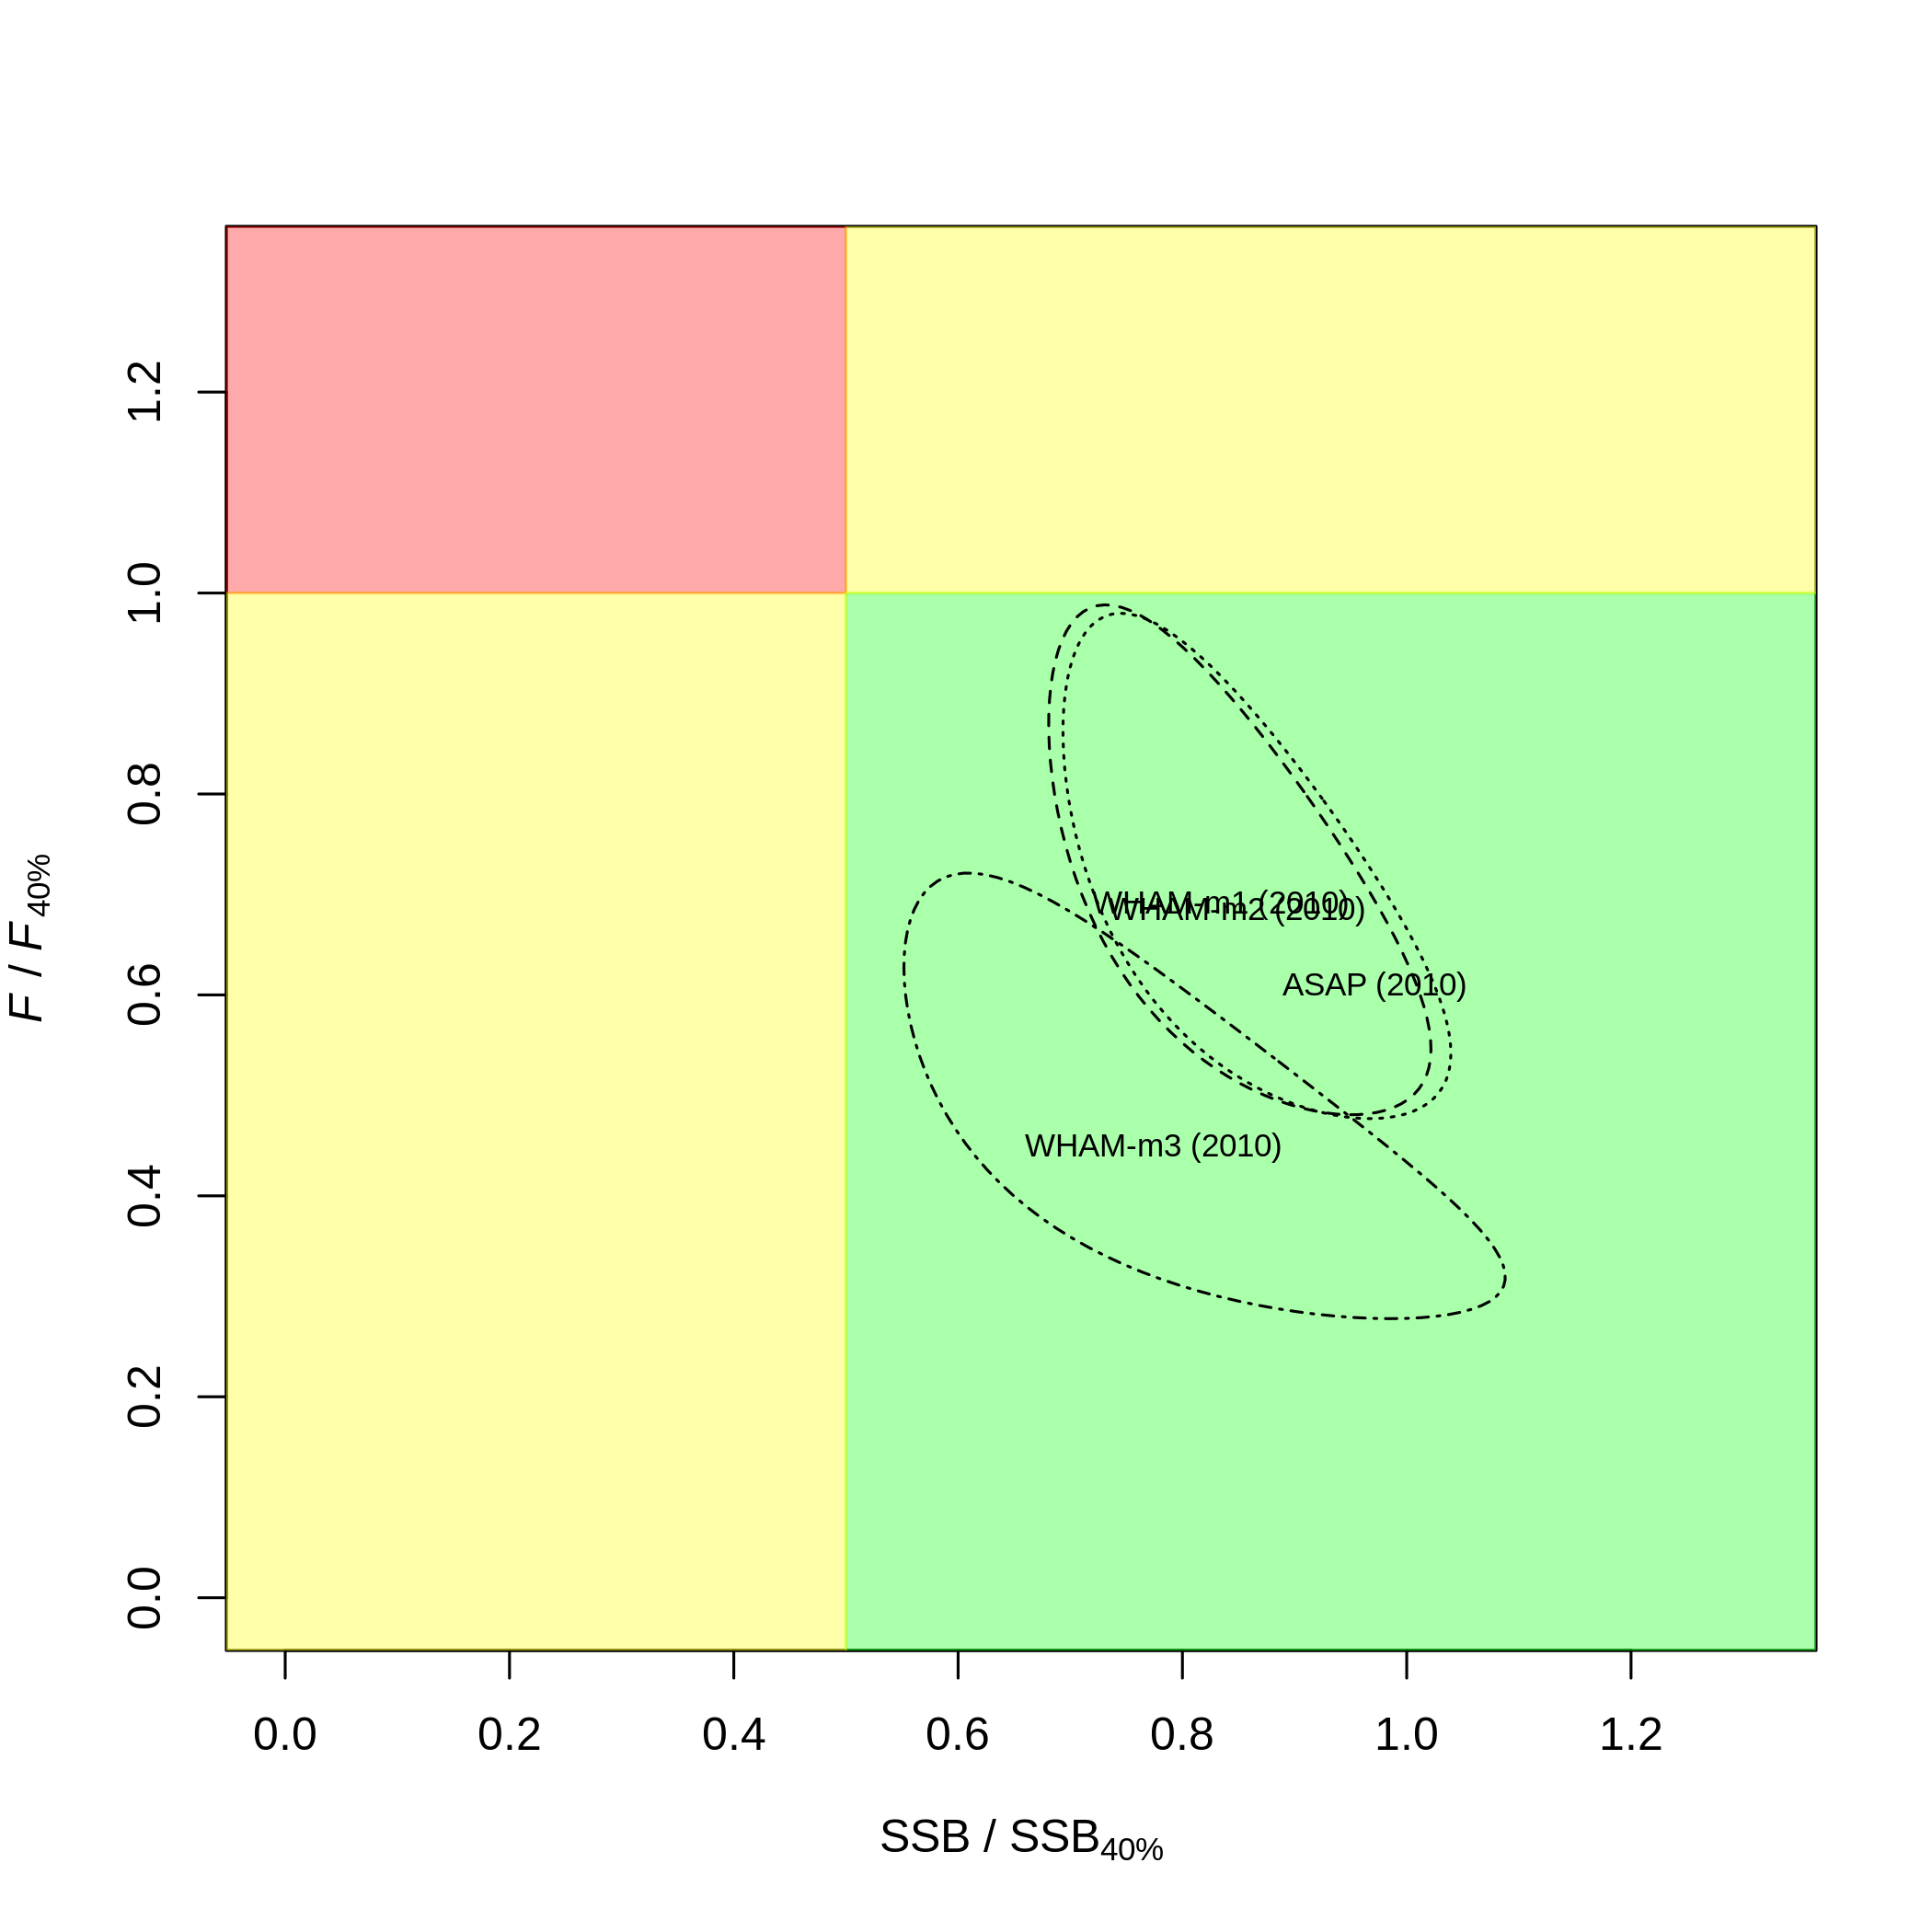 1.2
1.0
0.8
0.6
0.4
0.2
0.0
F / F40%
WHAM-m1 (2010)
WHAM-m2 (2010)
ASAP (2010)
WHAM-m3 (2010)
0.0 0.2 0.4 0.6 0.8 1.0 1.2
SSB / SSB40%